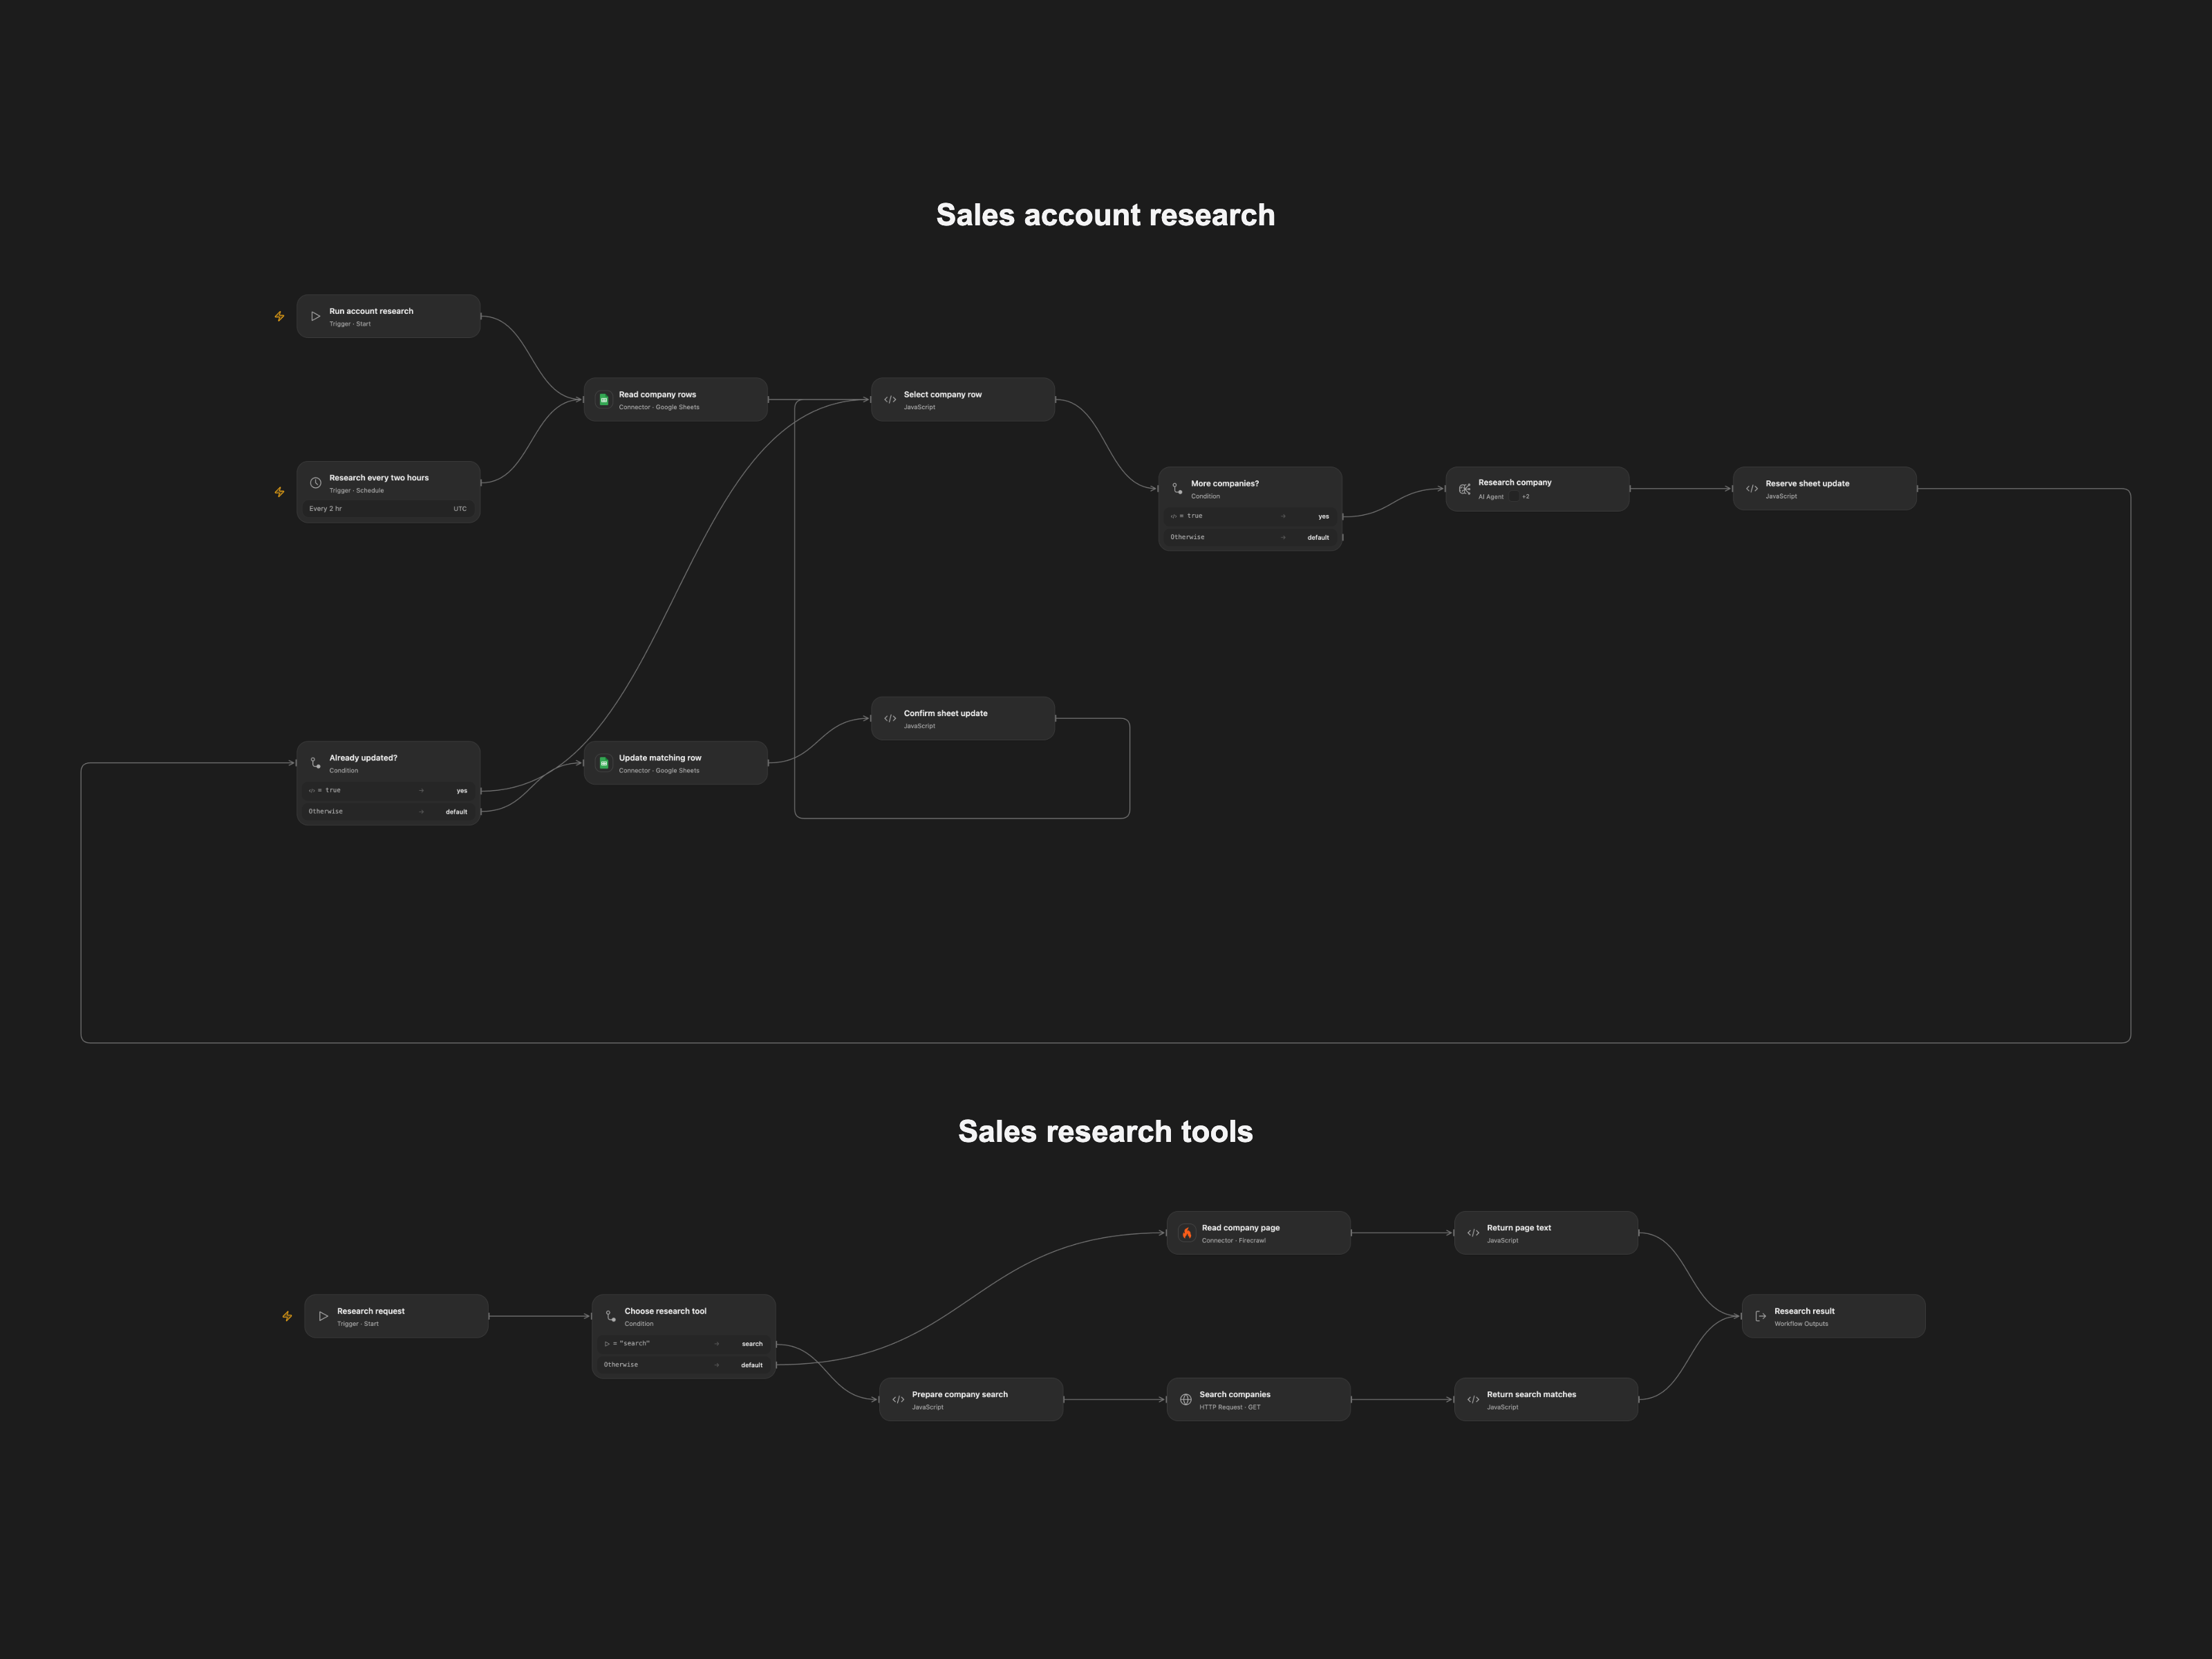 Sales account research
Run account research
Trigger · Start
Read company rows
Connector · Google Sheets
Select company row
JavaScript
Research every two hours
Trigger · Schedule
Every 2 hr UTC
More companies?
Condition
</> = true → yes
Otherwise → default
Research company
AI Agent +2
Reserve sheet update
JavaScript
Confirm sheet update
JavaScript
Already updated?
Condition
</> = true → yes
Otherwise → default
Update matching row
Connector · Google Sheets
Sales research tools
Read company page
Connector · Firecrawl
Return page text
JavaScript
Research request
Trigger · Start
Choose research tool
Condition
= "search" → search
Otherwise → default
Research result
Workflow Outputs
Prepare company search
JavaScript
Search companies
HTTP Request · GET
Return search matches
JavaScript